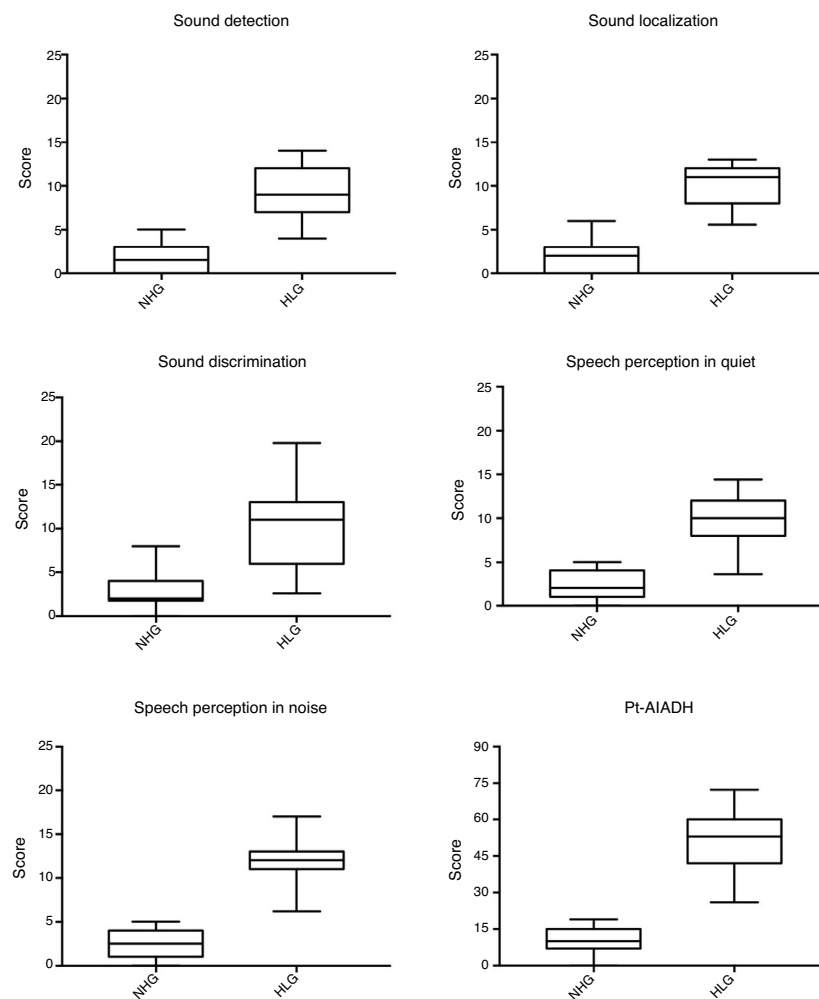 Sound detection
25
20
15
10
5
0
Score
NHG
HLG
Sound localization
25
20
15
10
5
0
Score
NHG
HLG
Sound discrimination
25
20
15
10
5
0
Score
NHG
HLG
Speech perception in quiet
25
20
15
10
5
0
Score
NHG
HLG
Speech perception in noise
25
20
15
10
5
0
Score
NHG
HLG
Pt-AIADH
90
75
60
45
30
15
0
Score
NHG
HLG